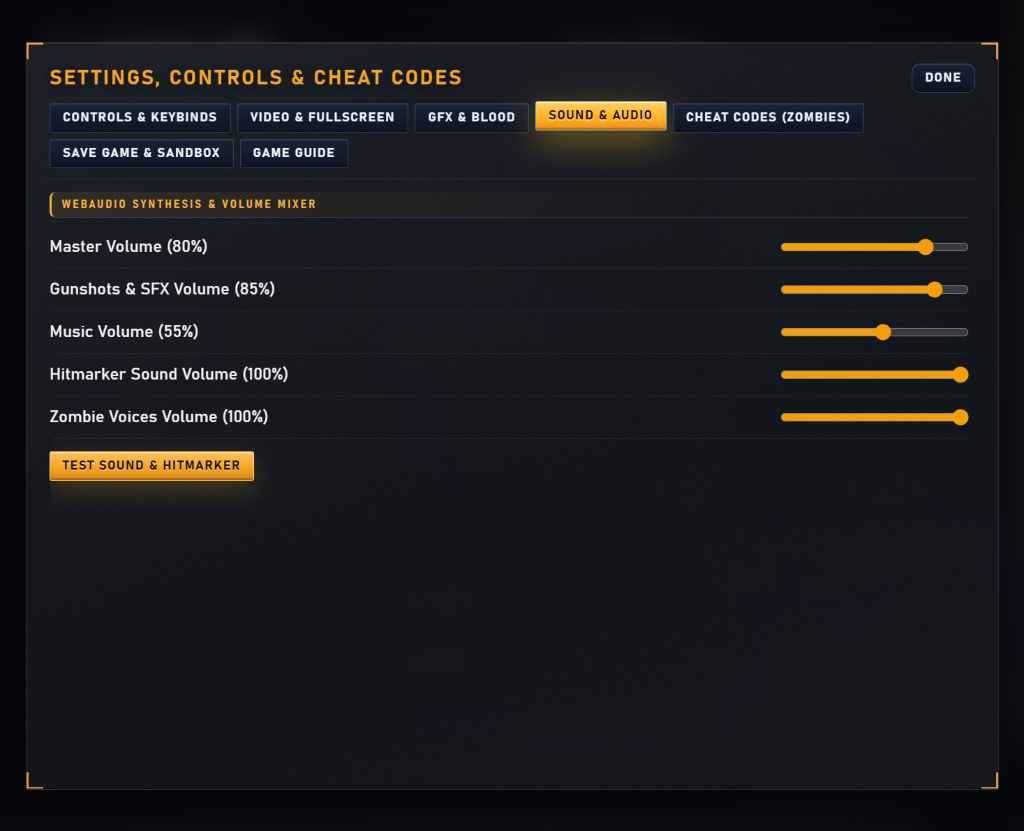 SETTINGS, CONTROLS & CHEAT CODES
DONE
CONTROLS & KEYBINDS
VIDEO & FULLSCREEN
GFX & BLOOD
SOUND & AUDIO
CHEAT CODES (ZOMBIES)
SAVE GAME & SANDBOX
GAME GUIDE
WEBAUDIO SYNTHESIS & VOLUME MIXER
Master Volume (80%)
Gunshots & SFX Volume (85%)
Music Volume (55%)
Hitmarker Sound Volume (100%)
Zombie Voices Volume (100%)
TEST SOUND & HITMARKER